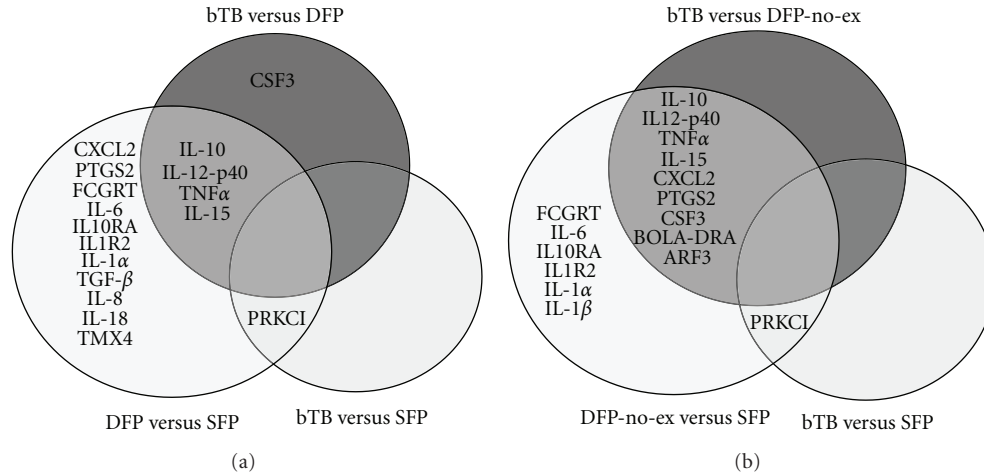 bTB versus DFP
CSF3
CXCL2
PTGS2
FCGRT
IL-6
IL10RA
IL1R2
IL-1α
TGF-β
IL-8
IL-18
TMX4
IL-10
IL-12-p40
TNFα
IL-15
PRKCI
DFP versus SFP
bTB versus SFP
(a)
bTB versus DFP-no-ex
IL-10
IL12-p40
TNFα
IL-15
CXCL2
PTGS2
CSF3
BOLA-DRA
ARF3
FCGRT
IL-6
IL10RA
IL1R2
IL-1α
IL-1β
PRKCI
DFP-no-ex versus SFP
bTB versus SFP
(b)